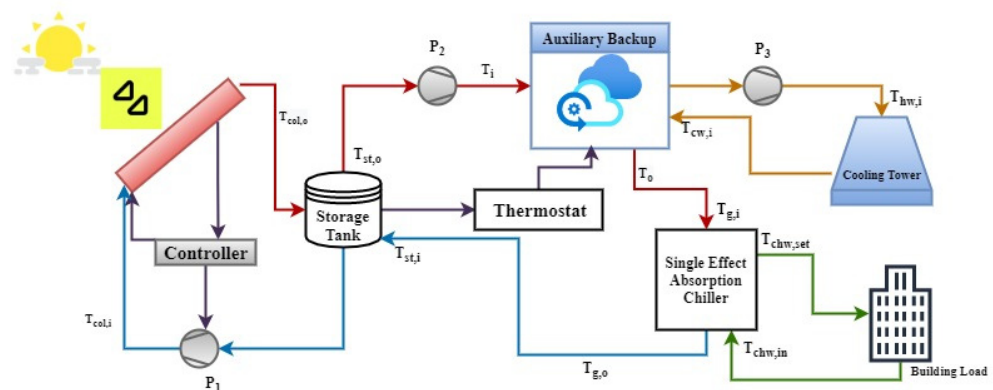 Auxiliary Backup
P2
P3
Ti
Thw,i
Tcol,o
Tcw,i
Tst,o
Cooling Tower
To
Storage
Tank
Thermostat
Tg,i
Controller
Tst,i
Tchw,set
Single Effect
Absorption
Chiller
Tcol,i
Tchw,in
Tg,o
Building Load
P1